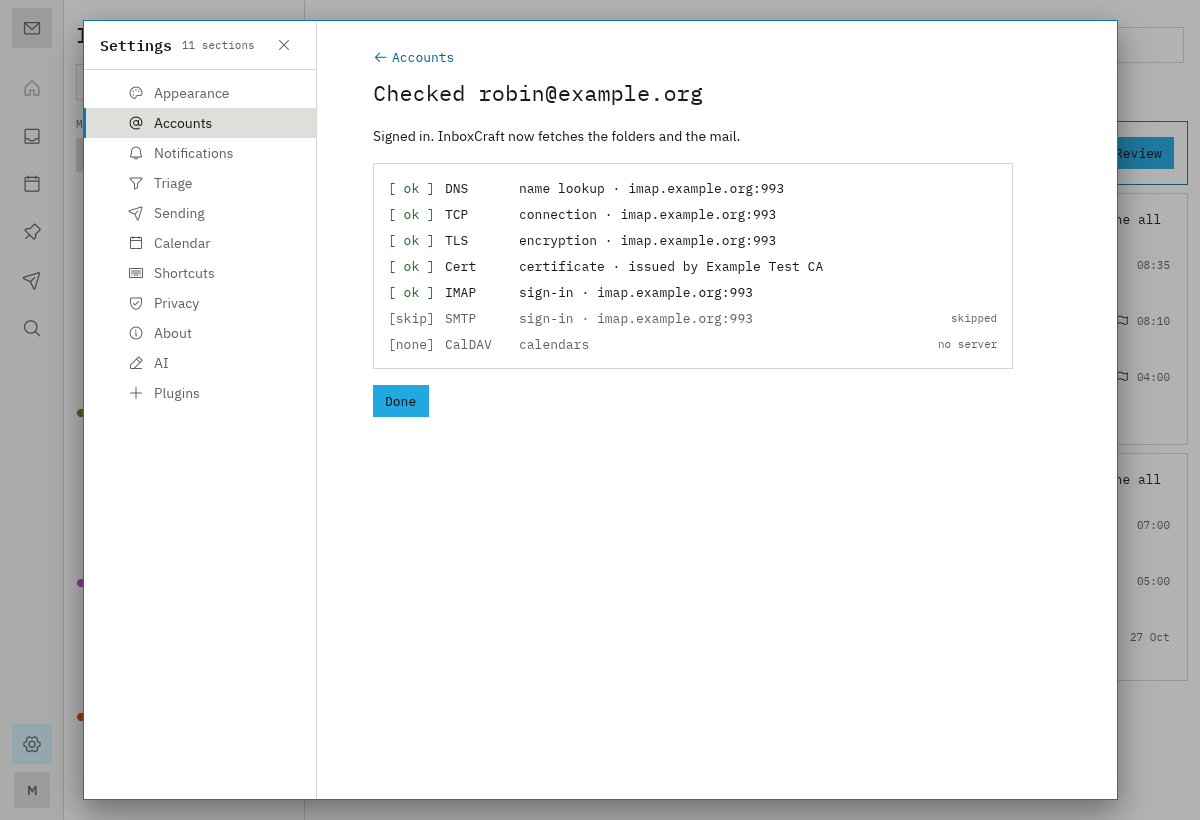 Settings 11 sections
Appearance
Accounts
Notifications
Triage
Sending
Calendar
Shortcuts
Privacy
About
AI
Plugins
M
← Accounts
Checked robin@example.org
Signed in. InboxCraft now fetches the folders and the mail.
[ ok ] DNS name lookup · imap.example.org:993
[ ok ] TCP connection · imap.example.org:993
[ ok ] TLS encryption · imap.example.org:993
[ ok ] Cert certificate · issued by Example Test CA
[ ok ] IMAP sign-in · imap.example.org:993
[skip] SMTP sign-in · imap.example.org:993 skipped
[none] CalDAV calendars no server
Done
Review
all
08:35
08:10
04:00
all
07:00
05:00
27 Oct